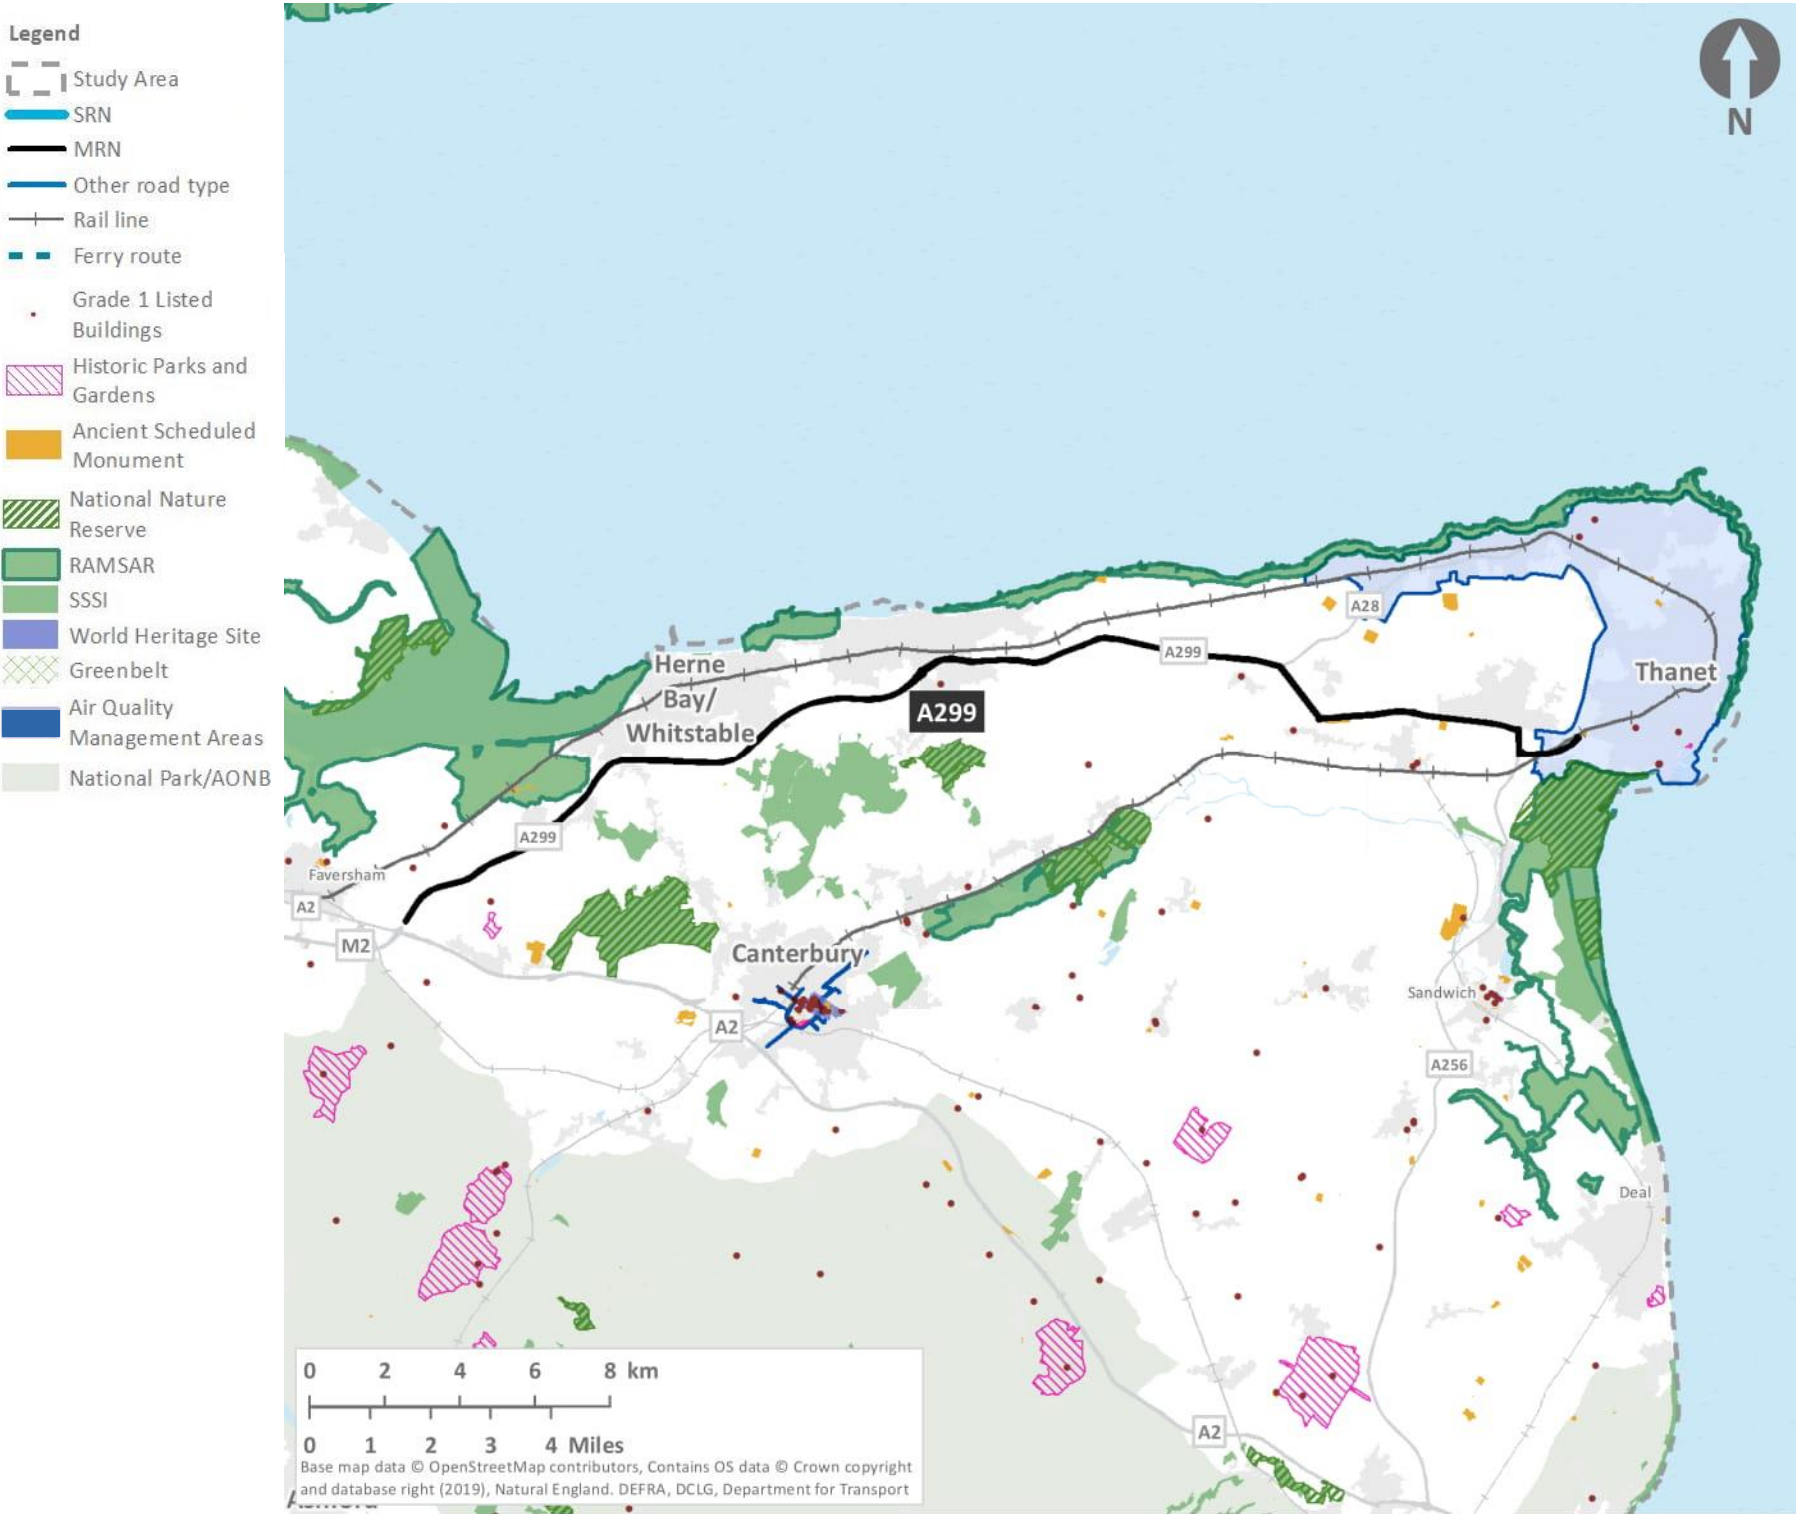 Legend
Study Area
SRN
MRN
Other road type
Rail line
Ferry route
Grade 1 Listed
Buildings
Historic Parks and
Gardens
Ancient Scheduled
Monument
National Nature
Reserve
RAMSAR
SSSI
World Heritage Site
Greenbelt
Air Quality
Management Areas
National Park/AONB
N
A28
A299
Herne
Bay/
Whitstable
Thanet
A299
A299
Faversham
A2
M2
Canterbury
Sandwich
A2
A256
Deal
A2
0 2 4 6 8 km
0 1 2 3 4 Miles
Base map data © OpenStreetMap contributors, Contains OS data © Crown copyright
and database right (2019), Natural England. DEFRA, DCLG, Department for Transport